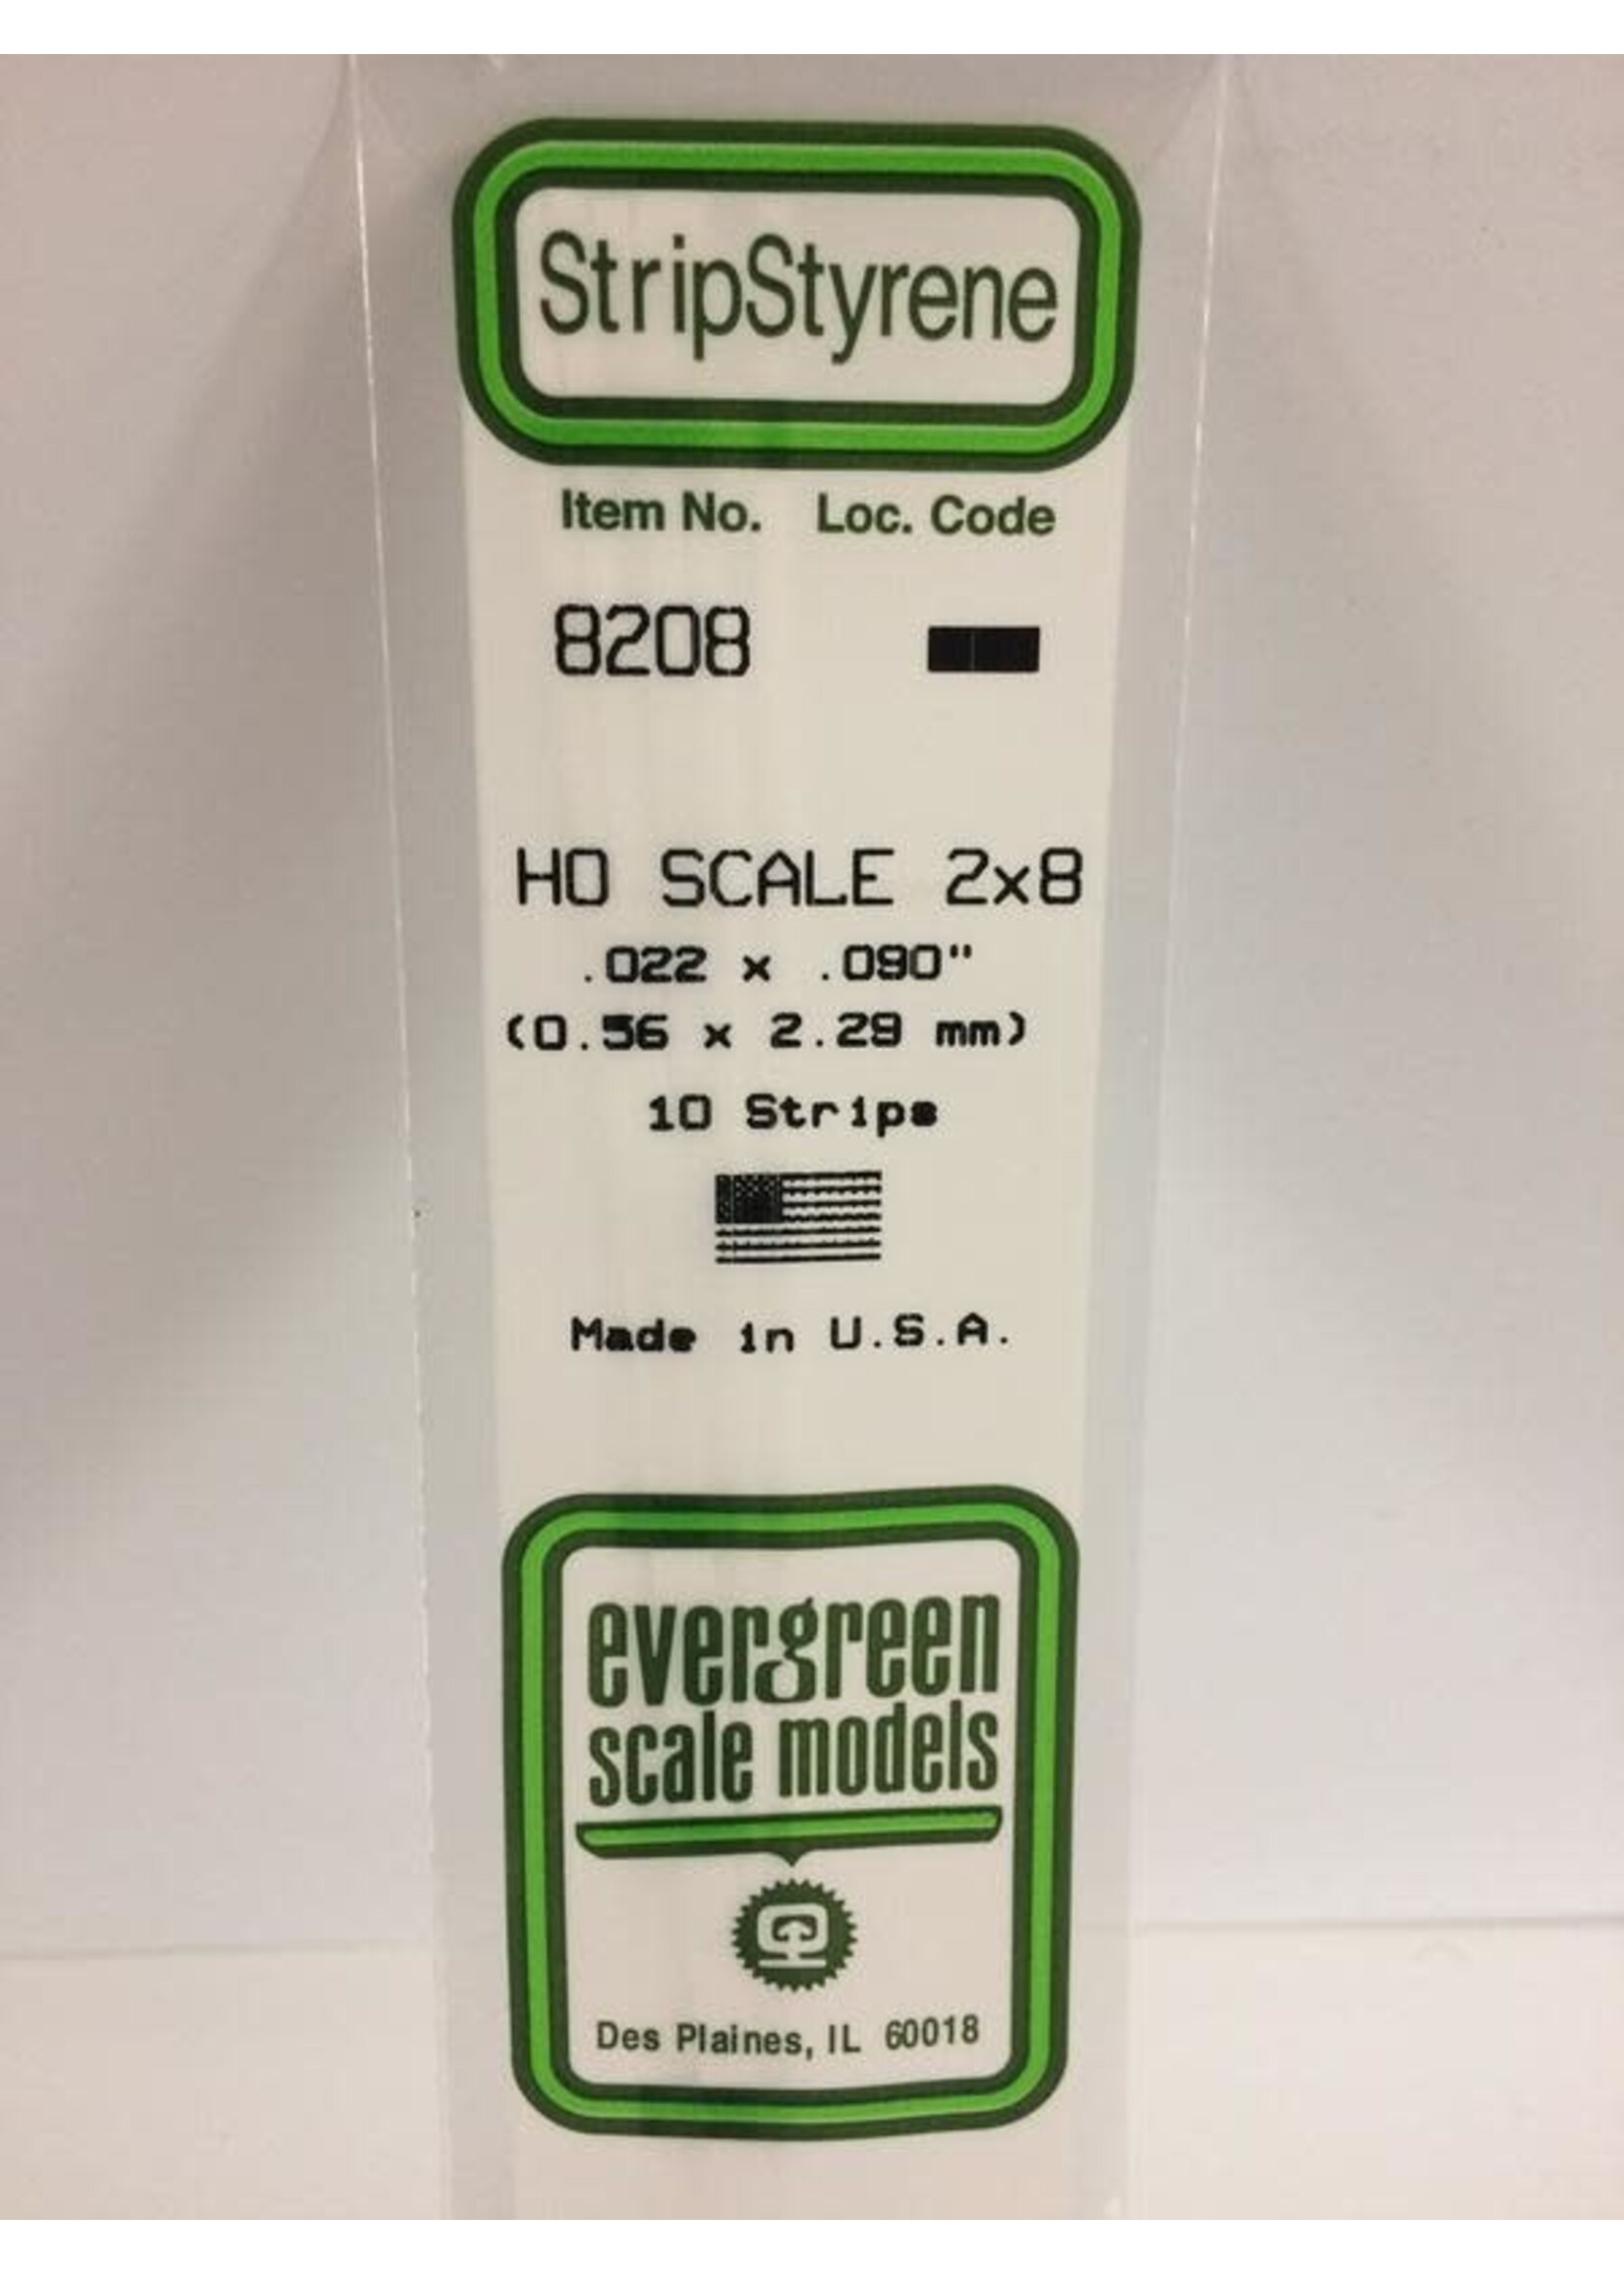 StripStyrene
Item No. Loc. Code
8208
HO SCALE 2x8
.022 x .090"
(0.56 x 2.29 mm)
10 Strips
Made in U.S.A.
evergreen
scale models
Des Plaines, IL 60018